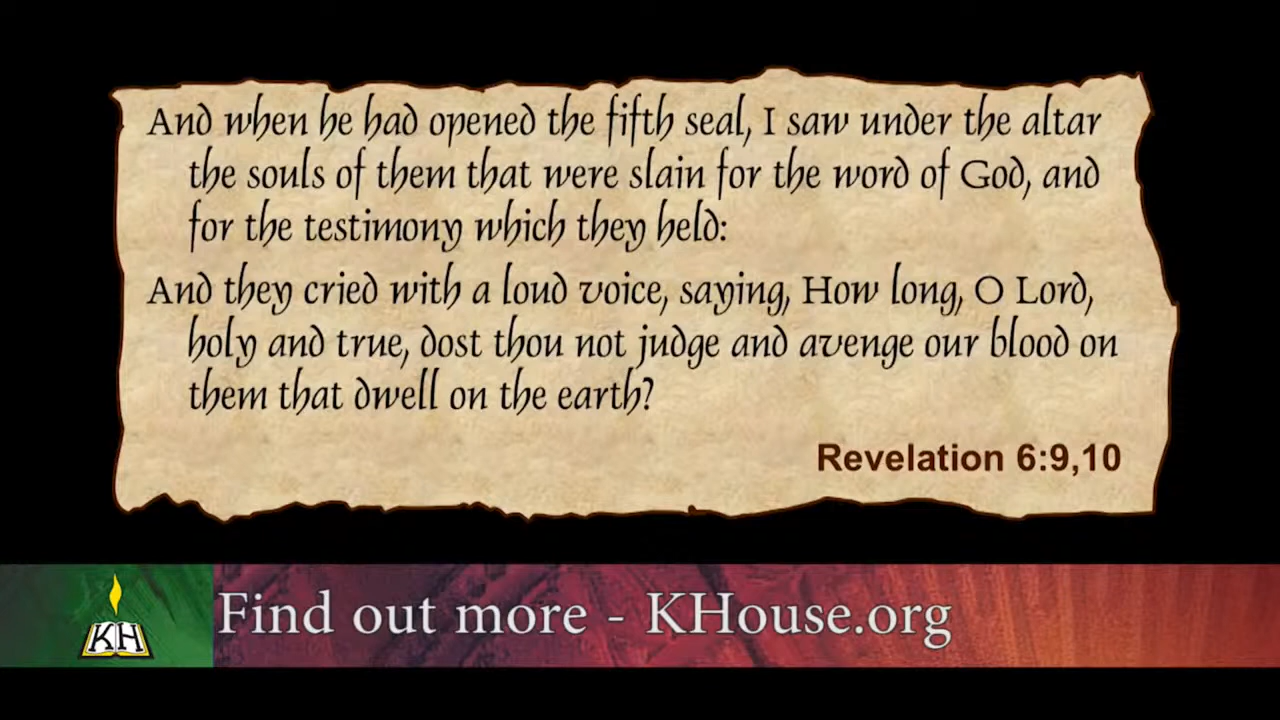 And when he had opened the fifth seal, I saw under the altar
the souls of them that were slain for the word of God, and
for the testimony which they held:
And they cried with a loud voice, saying, How long, O Lord,
holy and true, dost thou not judge and avenge our blood on
them that dwell on the earth?
Revelation 6:9,10
KH
Find out more - KHouse.org